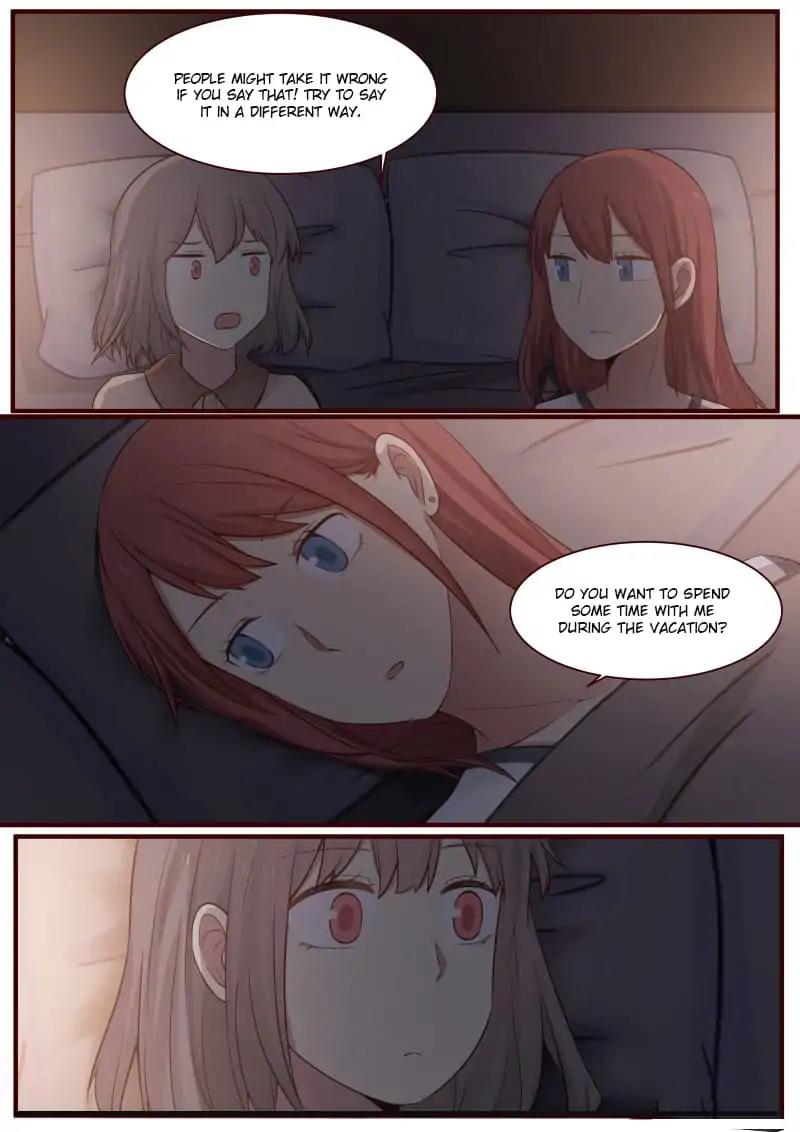 PEOPLE MIGHT TAKE IT WRONG
IF YOU SAY THAT! TRY TO SAY
IT IN A DIFFERENT WAY.
DO YOU WANT TO SPEND
SOME TIME WITH ME
DURING THE VACATION?